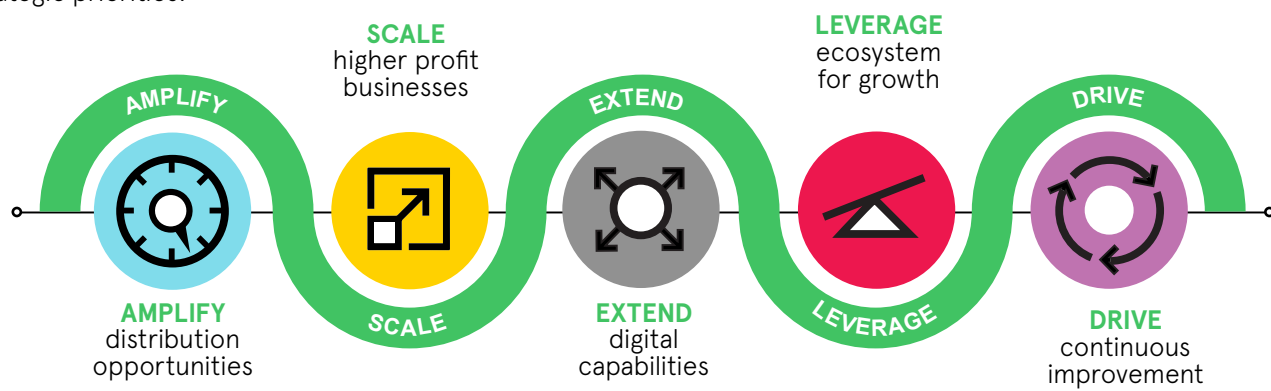 priorities.
AMPLIFY
SCALE
EXTEND
LEVERAGE
DRIVE
SCALE
higher profit
businesses
LEVERAGE
ecosystem
for growth
AMPLIFY
distribution
opportunities
EXTEND
digital
capabilities
DRIVE
continuous
improvement